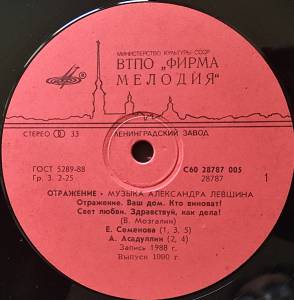 МИНИСТЕРСТВО КУЛЬТУРЫ СССР
ВТПО „ФИРМА
МЕЛОДИЯ“
СТЕРЕО 33
ЛЕНИНГРАДСКИЙ ЗАВОД
ГОСТ 5289-88
Гр. 3. 2-25
С60 28787 005
28787
1
ОТРАЖЕНИЕ • МУЗЫКА АЛЕКСАНДРА ЛЕВШИНА
Отражение. Ваш дом. Кто виноват!
Свет любви. Здравствуй, как дела!
(В. Мозгалин)
Е. Семенова (1, 3, 5)
А. Асадуллин (2, 4)
Запись 1988 г.
Выпуск 1990 г.